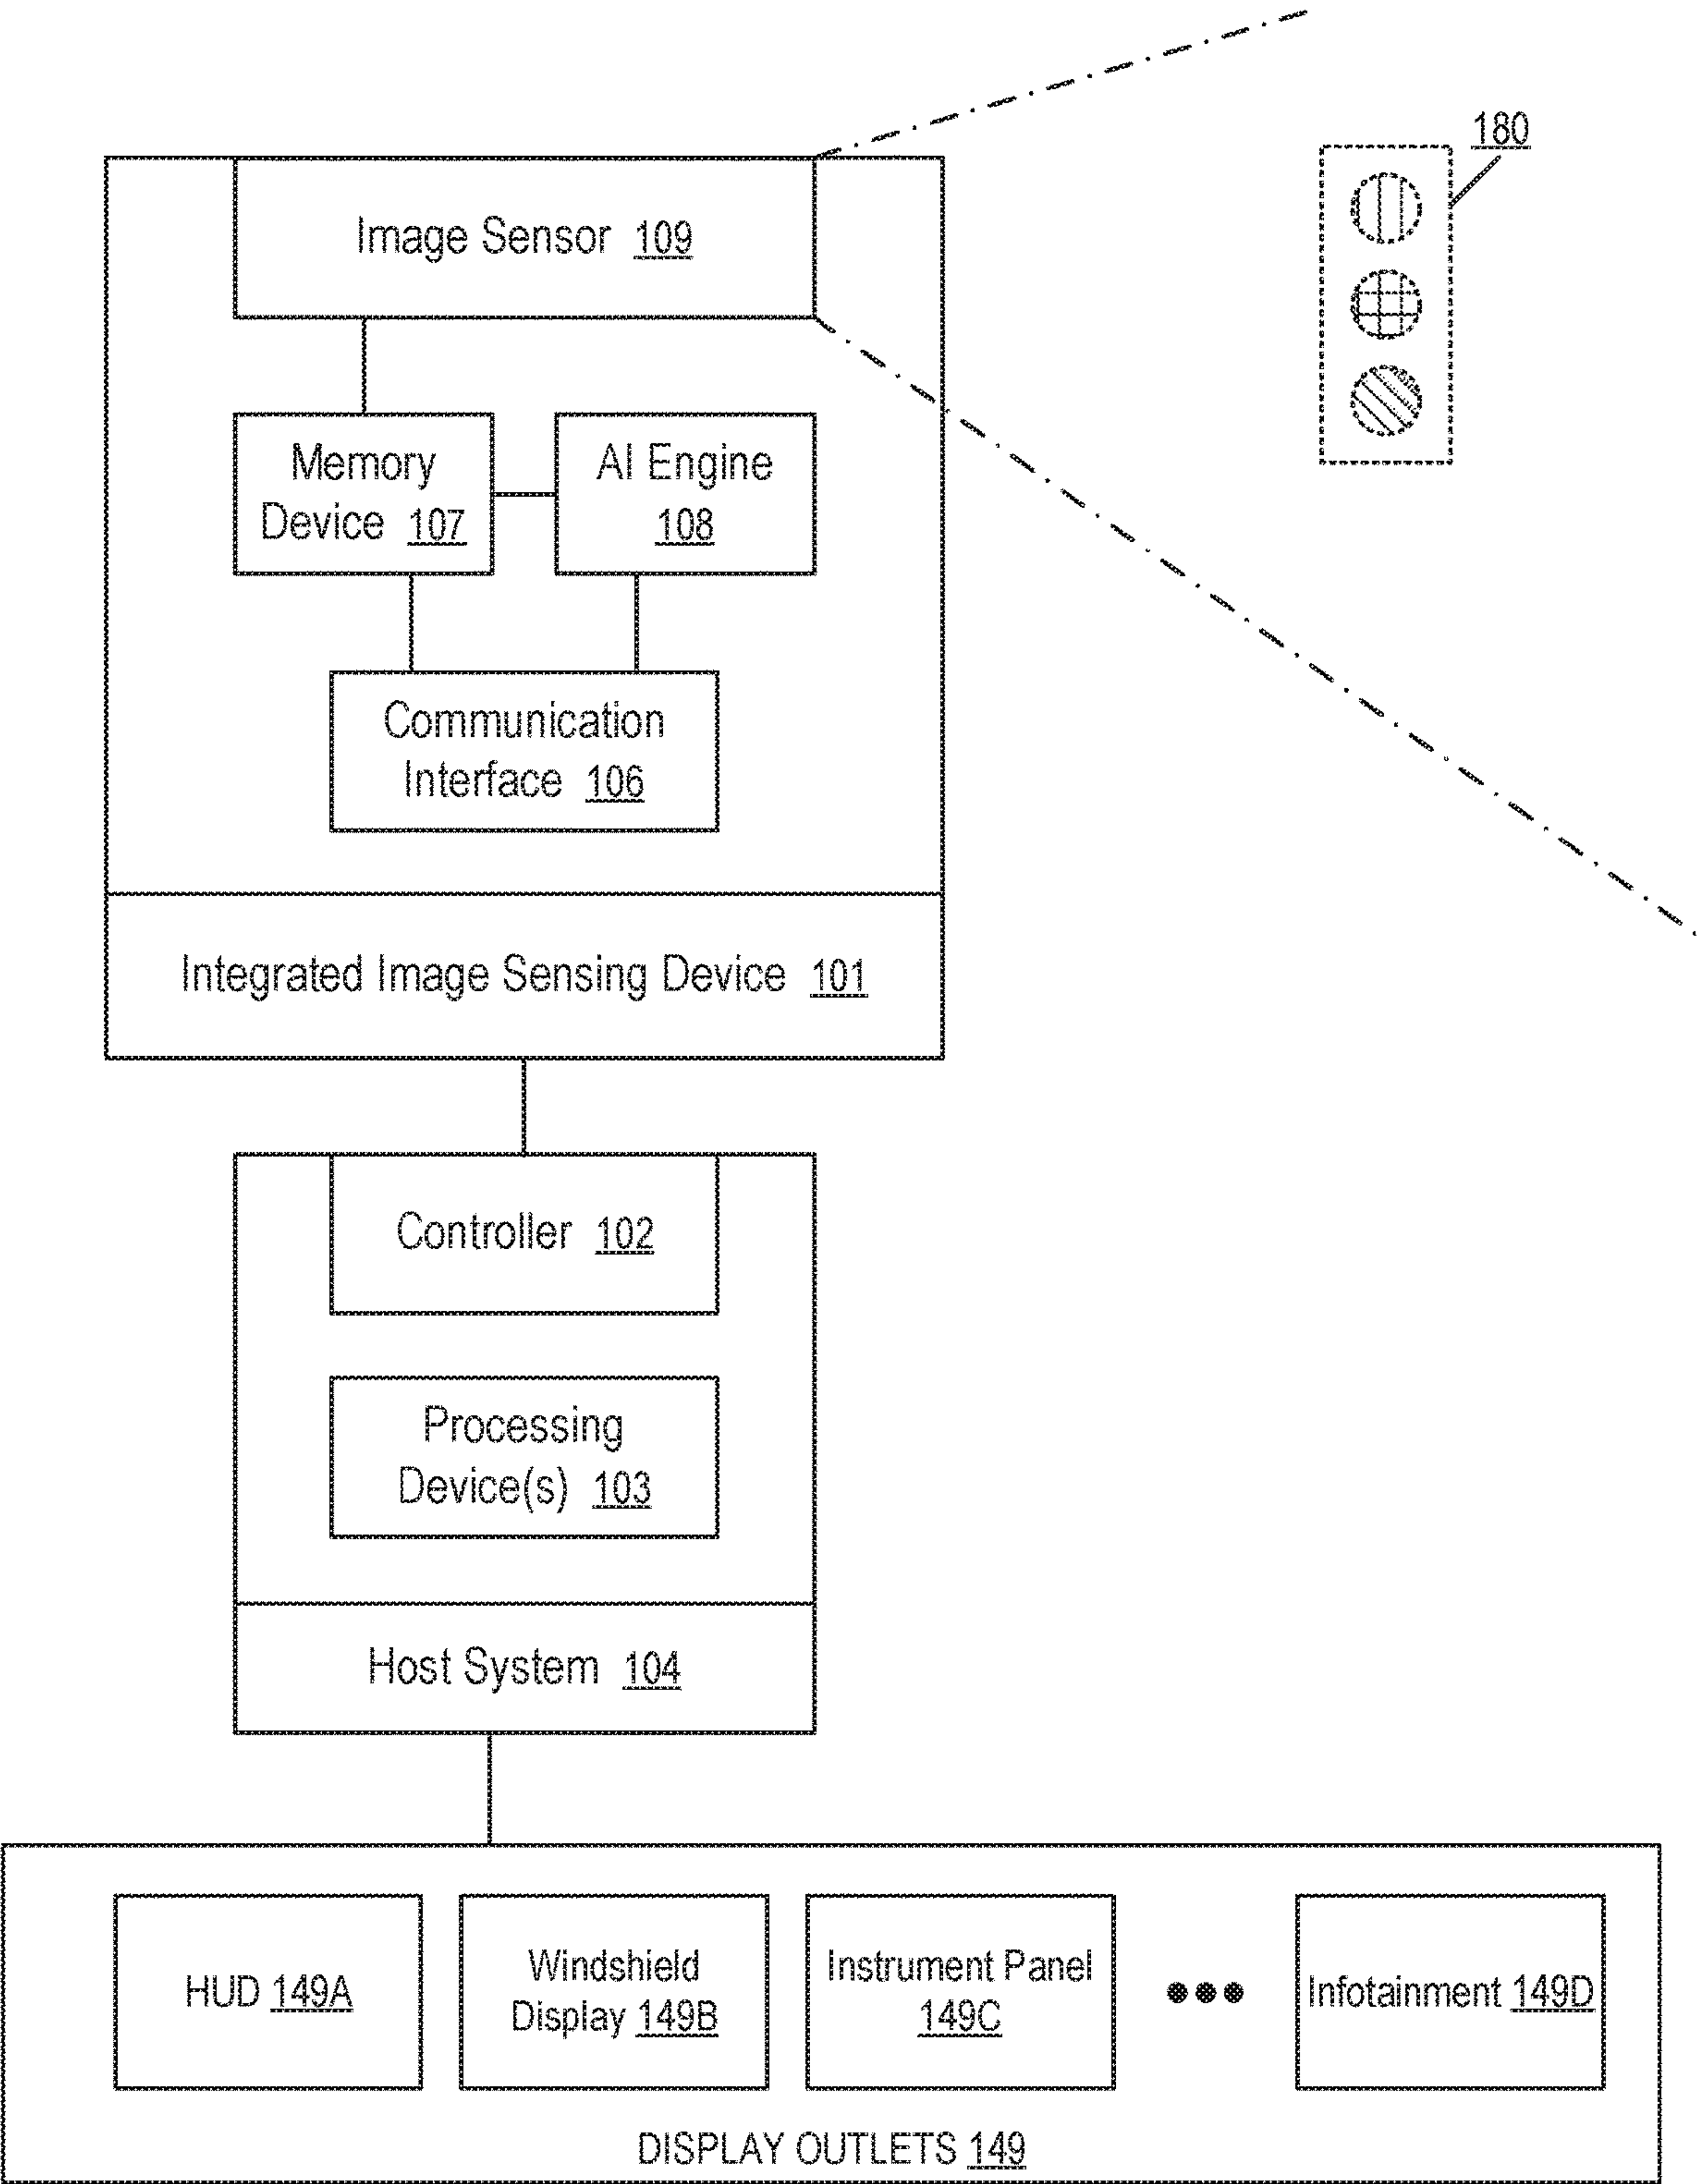 180
Image Sensor 109
Memory
Device 107
AI Engine
108
Communication
Interface 106
Integrated Image Sensing Device 101
Controller 102
Processing
Device(s) 103
Host System 104
HUD 149A
Windshield
Display 149B
Instrument Panel
149C
Infotainment 149D
DISPLAY OUTLETS 149